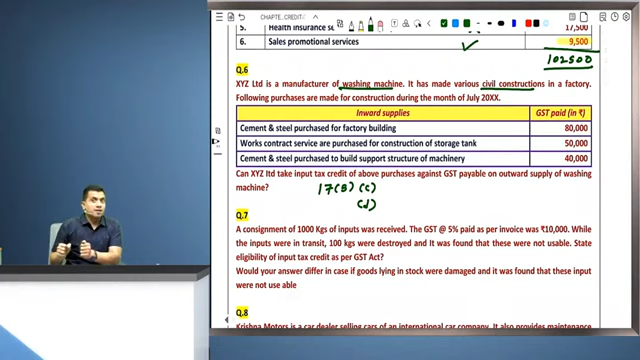 CHAPTE. CREDIT
5. Health Insurance se 17,500
6. Sales promotional services 9,500
102500
Q.6
XYZ Ltd is a manufacturer of washing machine. It has made various civil constructions in a factory.
Following purchases are made for construction during the month of July 20XX.
Inward supplies GST paid (in ₹)
Cement & steel purchased for factory building 80,000
Works contract service are purchased for construction of storage tank 50,000
Cement & steel purchased to build support structure of machinery 40,000
Can XYZ ltd take input tax credit of above purchases against GST payable on outward supply of washing
machine? 17(5) (c)
(d)
Q.7
A consignment of 1000 Kgs of inputs was received. The GST @ 5% paid as per invoice was ₹10,000. While
the inputs were in transit, 100 kgs were destroyed and It was found that these were not usable. State
eligibility of input tax credit as per GST Act?
Would your answer differ in case if goods lying in stock were damaged and it was found that these input
were not use able
Q.8
Krishna Motors is a car dealer selling cars of an international car company. It also provides maintenance